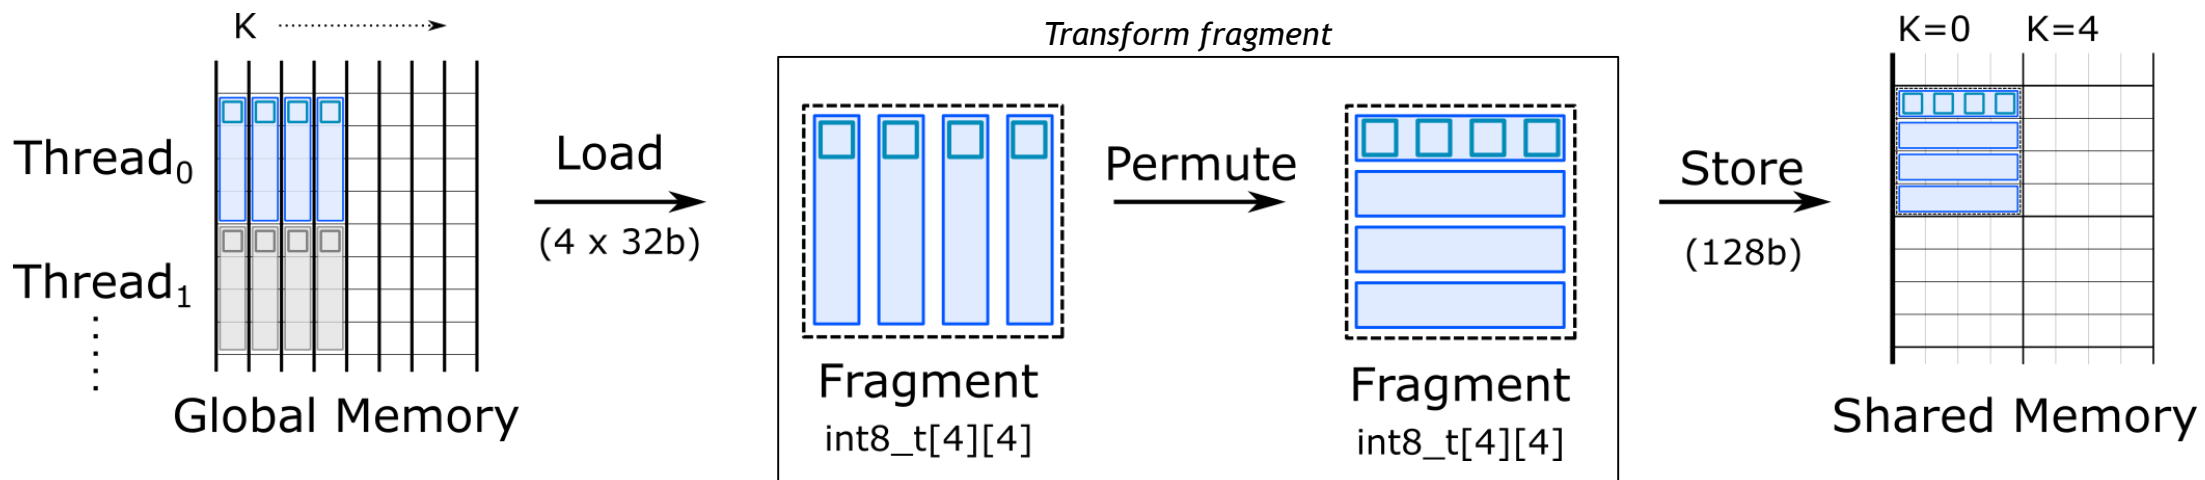 K
Thread0
Thread1
Global Memory
Load
(4 x 32b)
Transform fragment
Fragment
int8_t[4][4]
Permute
Fragment
int8_t[4][4]
Store
(128b)
K=0 K=4
Shared Memory